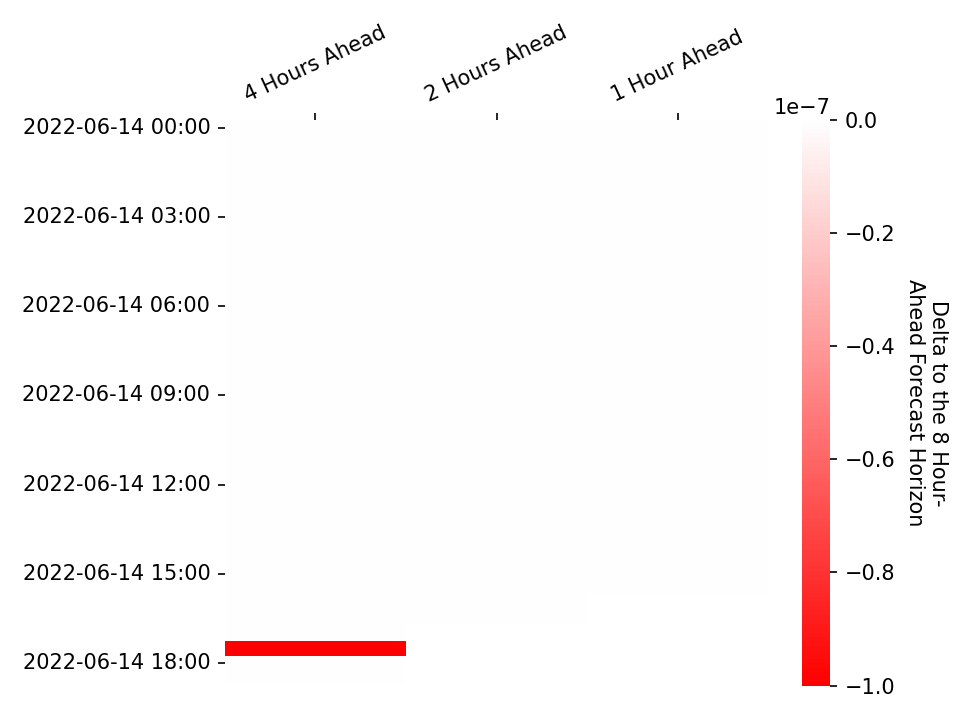 4 Hours Ahead
2 Hours Ahead
1 Hour Ahead
2022-06-14 00:00
2022-06-14 03:00
2022-06-14 06:00
2022-06-14 09:00
2022-06-14 12:00
2022-06-14 15:00
2022-06-14 18:00
1e−7
0.0
−0.2
−0.4
−0.6
−0.8
−1.0
Delta to the 8 Hour-
Ahead Forecast Horizon